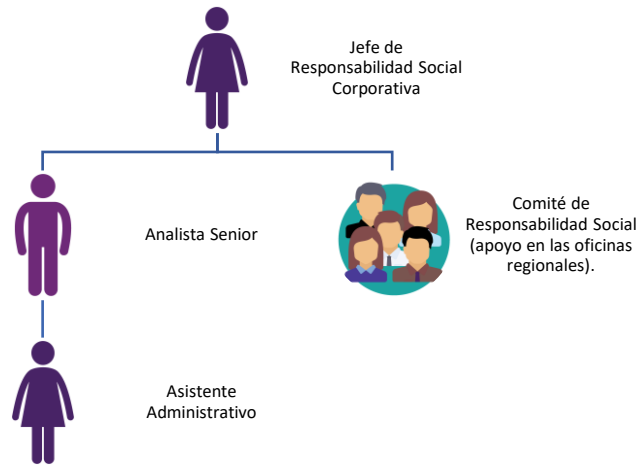 Jefe de
Responsabilidad Social
Corporativa
Analista Senior
Comité de
Responsabilidad Social
(apoyo en las oficinas
regionales).
Asistente
Administrativo